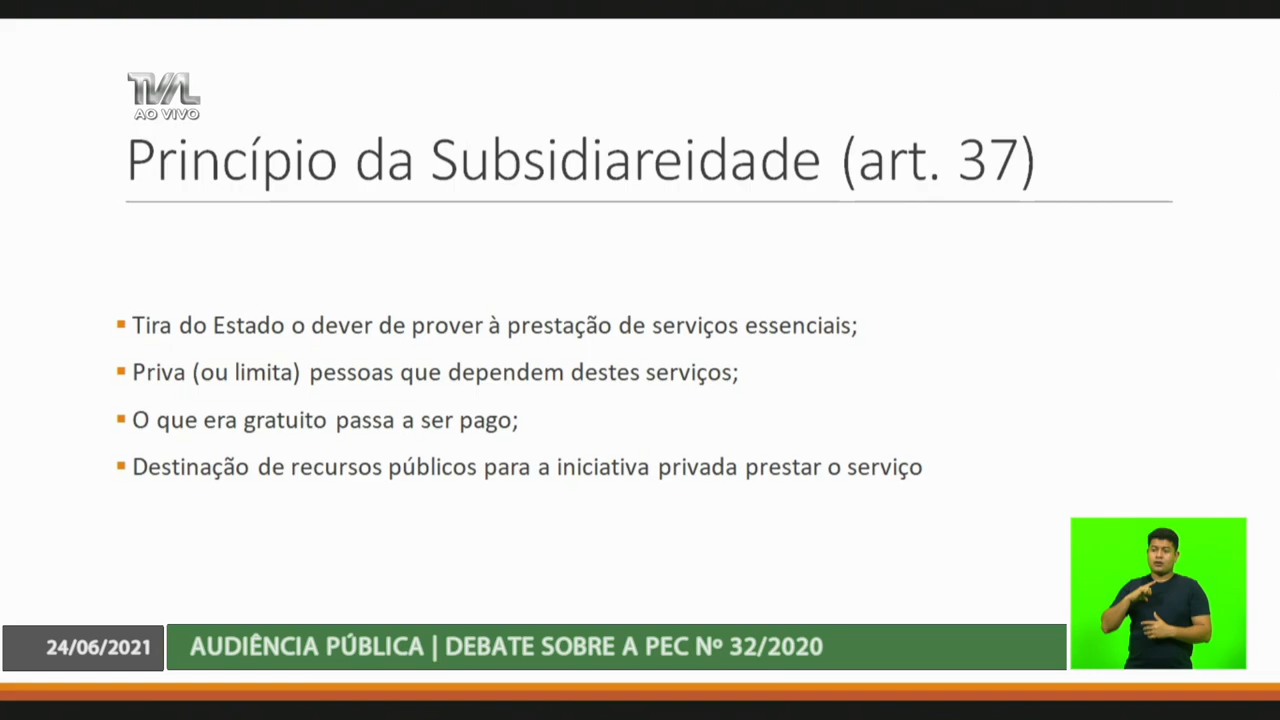 TVAL
AO VIVO
Princípio da Subsidiareidade (art. 37)
Tira do Estado o dever de prover à prestação de serviços essenciais;
Priva (ou limita) pessoas que dependem destes serviços;
O que era gratuito passa a ser pago;
Destinação de recursos públicos para a iniciativa privada prestar o serviço
24/06/2021
AUDIÊNCIA PÚBLICA | DEBATE SOBRE A PEC Nº 32/2020